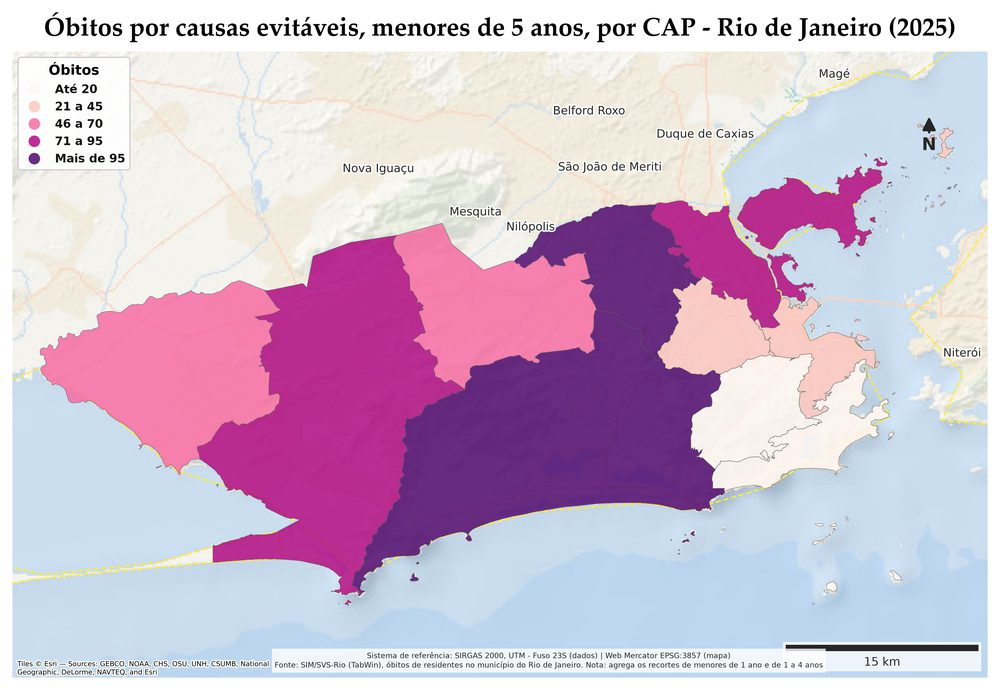 Óbitos por causas evitáveis, menores de 5 anos, por CAP - Rio de Janeiro (2025)
Óbitos
Até 20
21 a 45
46 a 70
71 a 95
Mais de 95
Magé
Belford Roxo
Duque de Caxias
N
Nova Iguaçu
São João de Meriti
Mesquita
Nilópolis
Niterói
Tiles © Esri — Sources: GEBCO, NOAA, CHS, OSU, UNH, CSUMB, National
Geographic, DeLorme, NAVTEQ, and Esri
Sistema de referência: SIRGAS 2000, UTM - Fuso 23S (dados) | Web Mercator EPSG:3857 (mapa)
Fonte: SIM/SVS-Rio (TabWin), óbitos de residentes no município do Rio de Janeiro. Nota: agrega os recortes de menores de 1 ano e de 1 a 4 anos
15 km